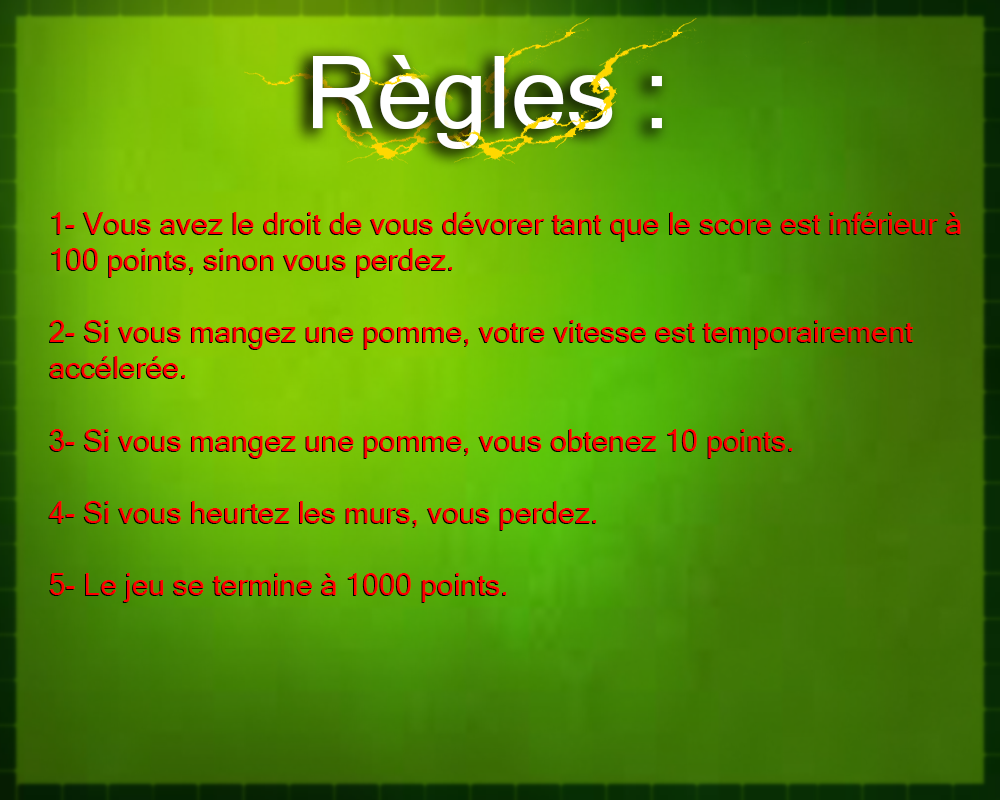 Règles :
1- Vous avez le droit de vous dévorer tant que le score est inférieur à
100 points, sinon vous perdez.
2- Si vous mangez une pomme, votre vitesse est temporairement
accélerée.
3- Si vous mangez une pomme, vous obtenez 10 points.
4- Si vous heurtez les murs, vous perdez.
5- Le jeu se termine à 1000 points.